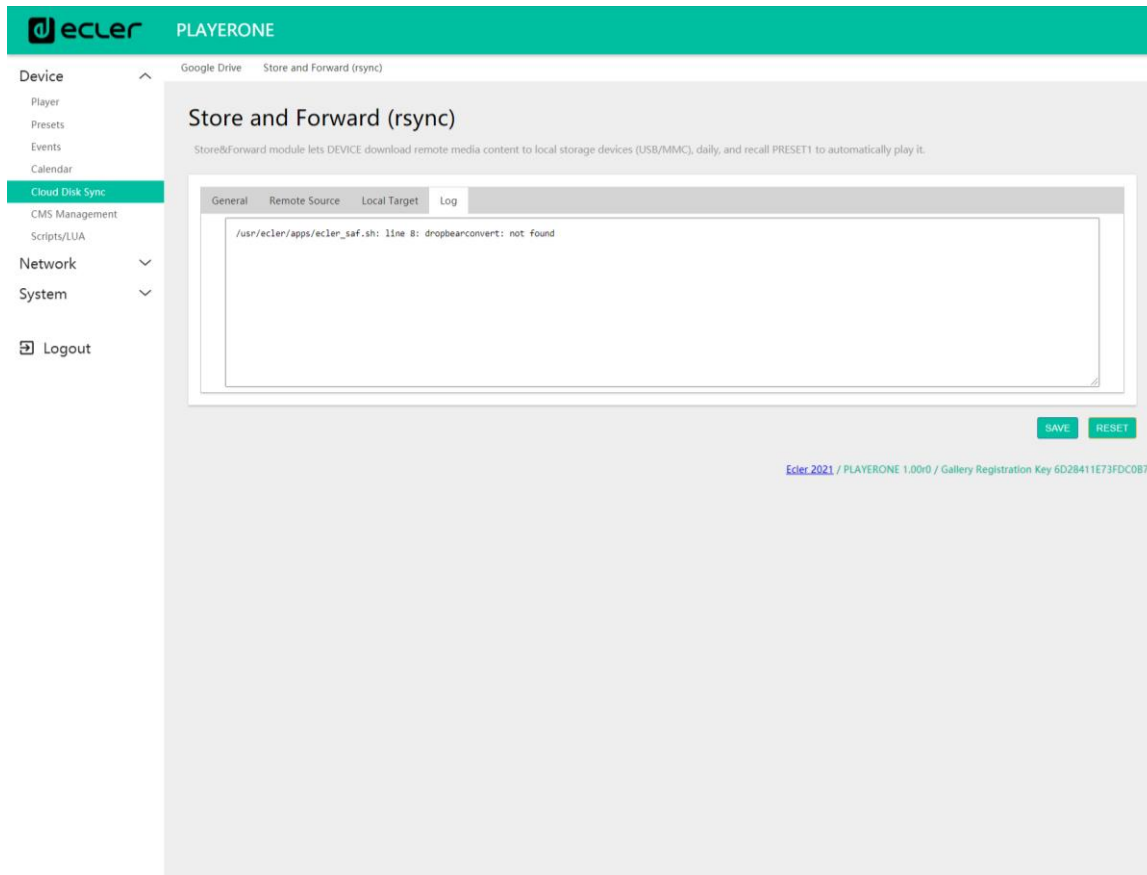 ecler
PLAYERONE
Device
Player
Presets
Events
Calendar
Cloud Disk Sync
CMS Management
Scripts/LUA
Network
System
Logout
Google Drive Store and Forward (rsync)
Store and Forward (rsync)
Store&Forward module lets DEVICE download remote media content to local storage devices (USB/MMC), daily, and recall PRESET1 to automatically play it.
General Remote Source Local Target Log
/usr/ecler/apps/ecler_saf.sh: line 8: dropbearconvert: not found
SAVE RESET
Ecler 2021 / PLAYERONE 1.00r0 / Gallery Registration Key 6D28411E73FDC0B7